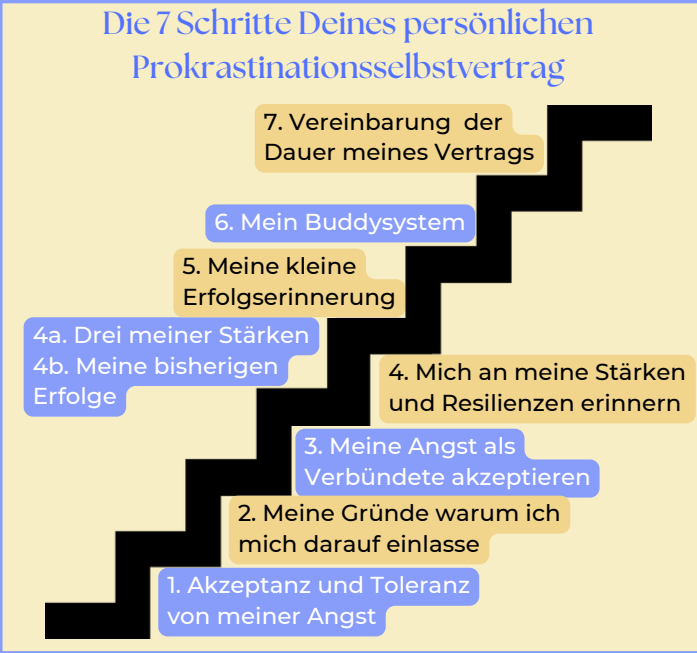 Die 7 Schritte Deines persönlichen
Prokrastinationsselbstvertrag
7. Vereinbarung der
Dauer meines Vertrags
6. Mein Buddysystem
5. Meine kleine
Erfolgserinnerung
4a. Drei meiner Stärken
4b. Meine bisherigen
Erfolge
4. Mich an meine Stärken
und Resilienzen erinnern
3. Meine Angst als
Verbündete akzeptieren
2. Meine Gründe warum ich
mich darauf einlasse
1. Akzeptanz und Toleranz
von meiner Angst